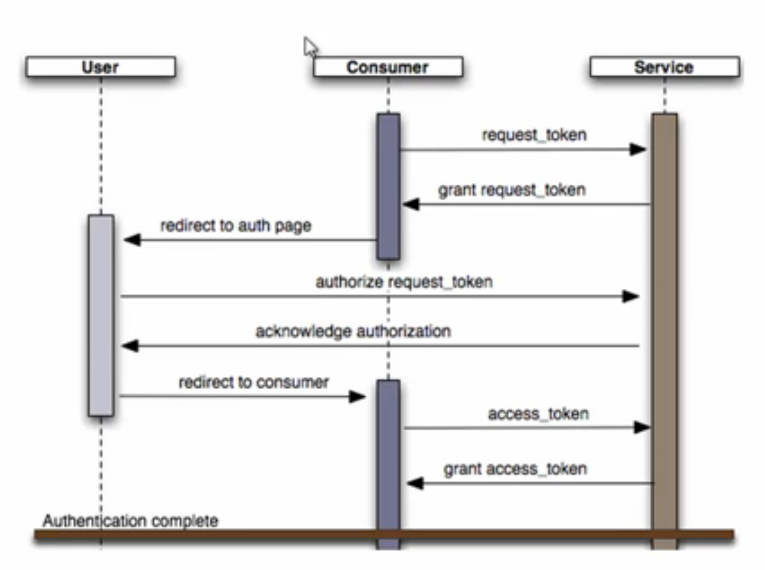 User
Consumer
Service
request_token
grant request_token
redirect to auth page
authorize request_token
acknowledge authorization
redirect to consumer
access_token
grant access_token
Authentication complete